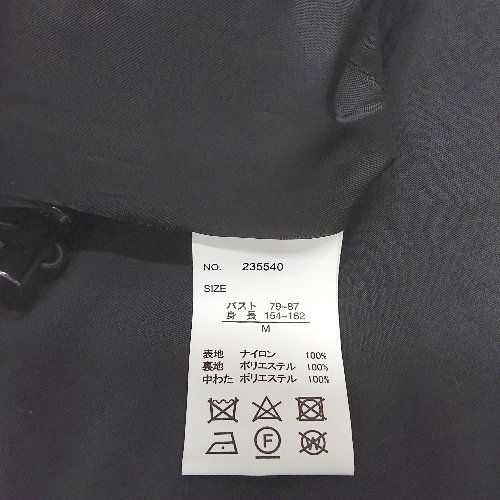 NO. 235540
SIZE
バスト 79~87
身長 154~162
M
表地 ナイロン 100%
裏地 ポリエステル 100%
中わた ポリエステル 100%
F W